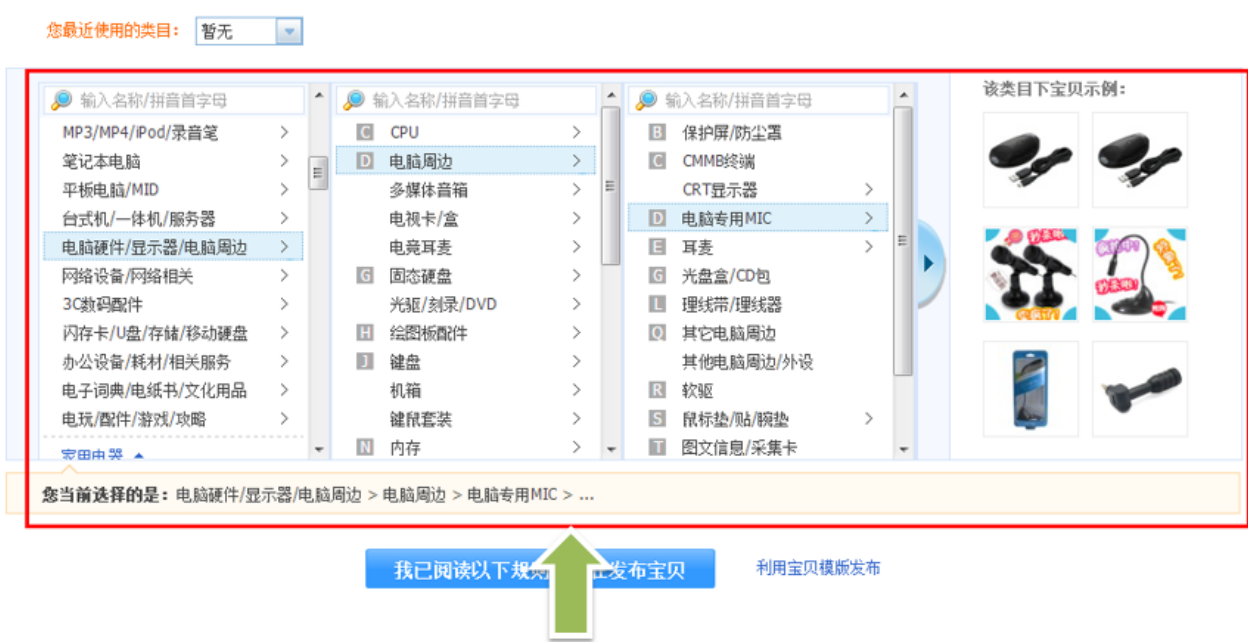 您最近使用的类目： 暂无
该类目下宝贝示例：
输入名称/拼音首字母
MP3/MP4/iPod/录音笔
笔记本电脑
平板电脑/MID
台式机/一体机/服务器
电脑硬件/显示器/电脑周边
网络设备/网络相关
3C数码配件
闪存卡/U盘/存储/移动硬盘
办公设备/耗材/相关服务
电子词典/电纸书/文化用品
电玩/配件/游戏/攻略
家用电器
输入名称/拼音首字母
C CPU
D 电脑周边
多媒体音箱
电视卡/盒
电竞耳麦
G 固态硬盘
光驱/刻录/DVD
H 绘图板配件
J 键盘
机箱
键鼠套装
N 内存
输入名称/拼音首字母
B 保护屏/防尘罩
C CMMB终端
CRT显示器
D 电脑专用MIC
E 耳麦
G 光盘盒/CD包
L 理线带/理线器
Q 其它电脑周边
其他电脑周边/外设
R 软驱
S 鼠标垫/贴/腕垫
T 图文信息/采集卡
您当前选择的是：电脑硬件/显示器/电脑周边 > 电脑周边 > 电脑专用MIC > ...
我已阅读以下规则 发布宝贝
利用宝贝模版发布